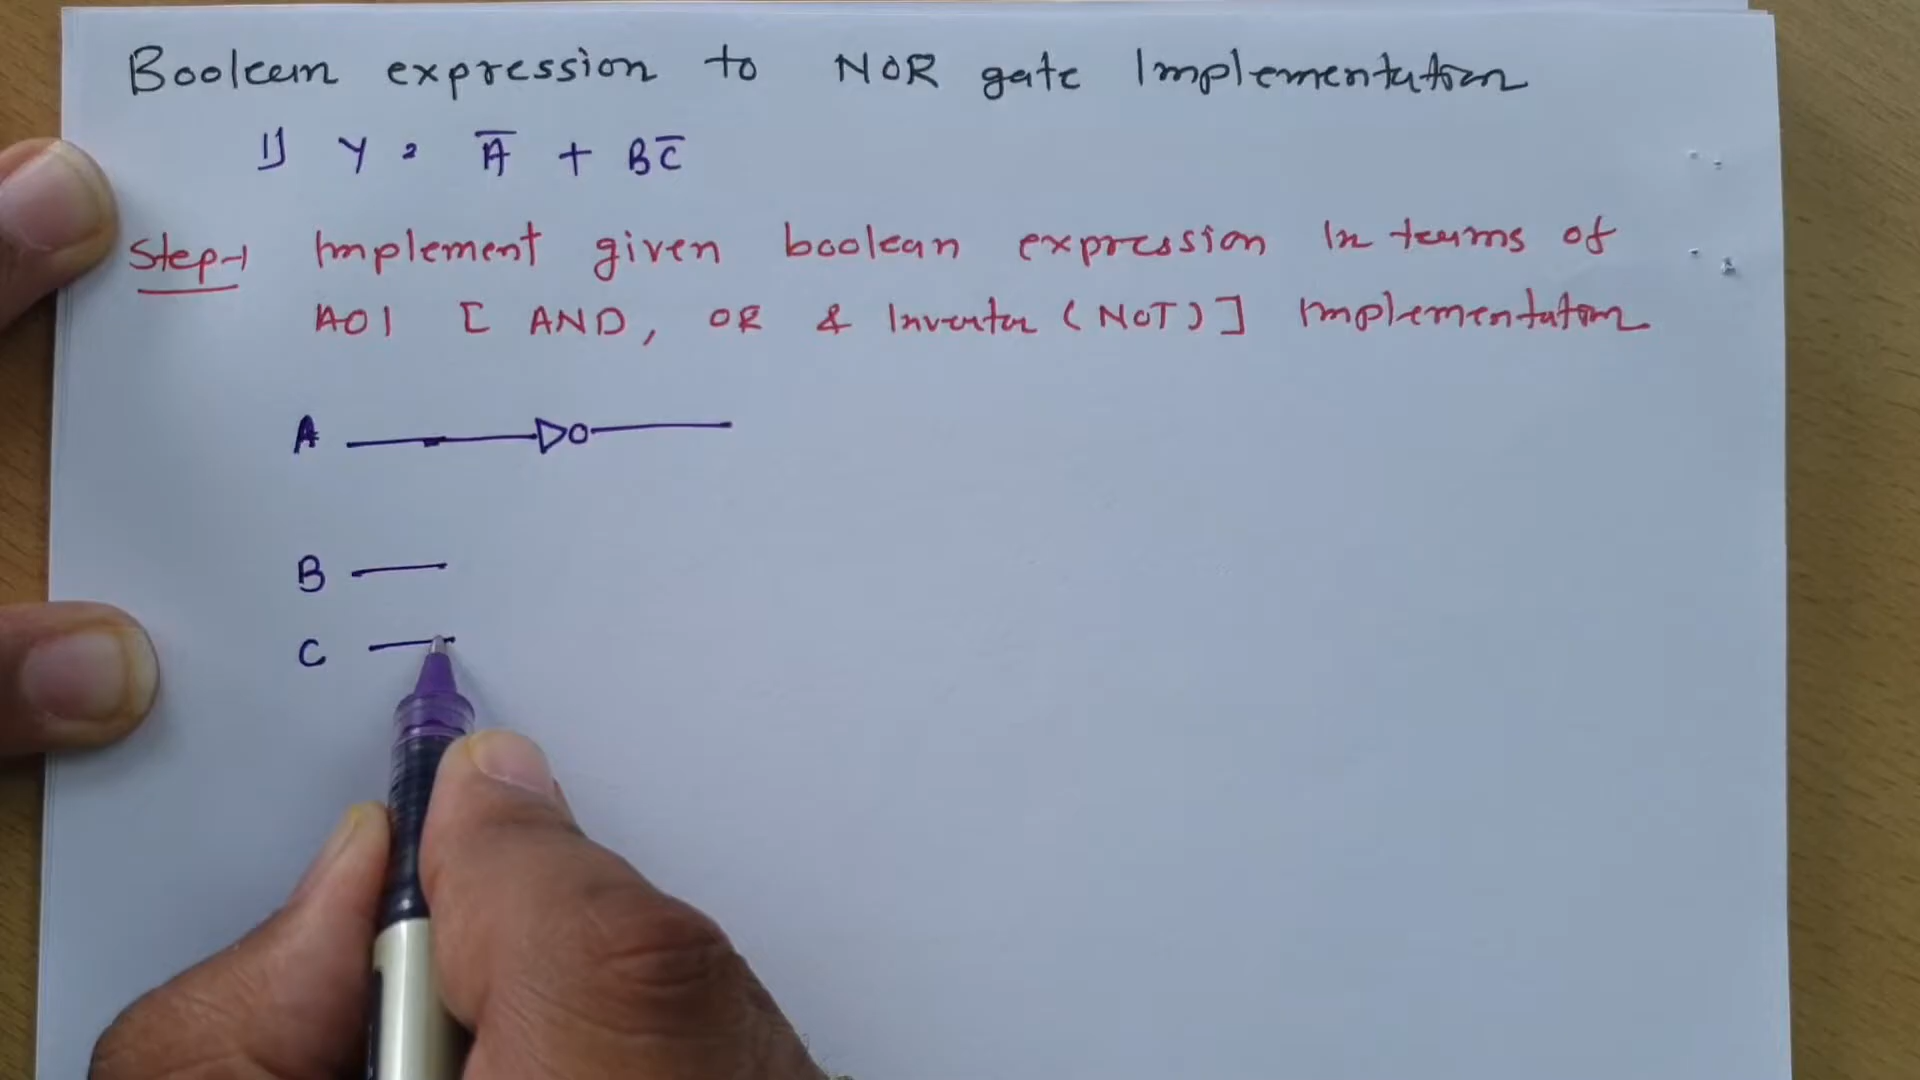 Boolean expression to NOR gate Implementation
1) Y = A̅ + BC̅
Step-1 Implement given boolean expression In terms of
AOI [ AND, OR & Invertor (NOT) ] Implementation
A
B
C